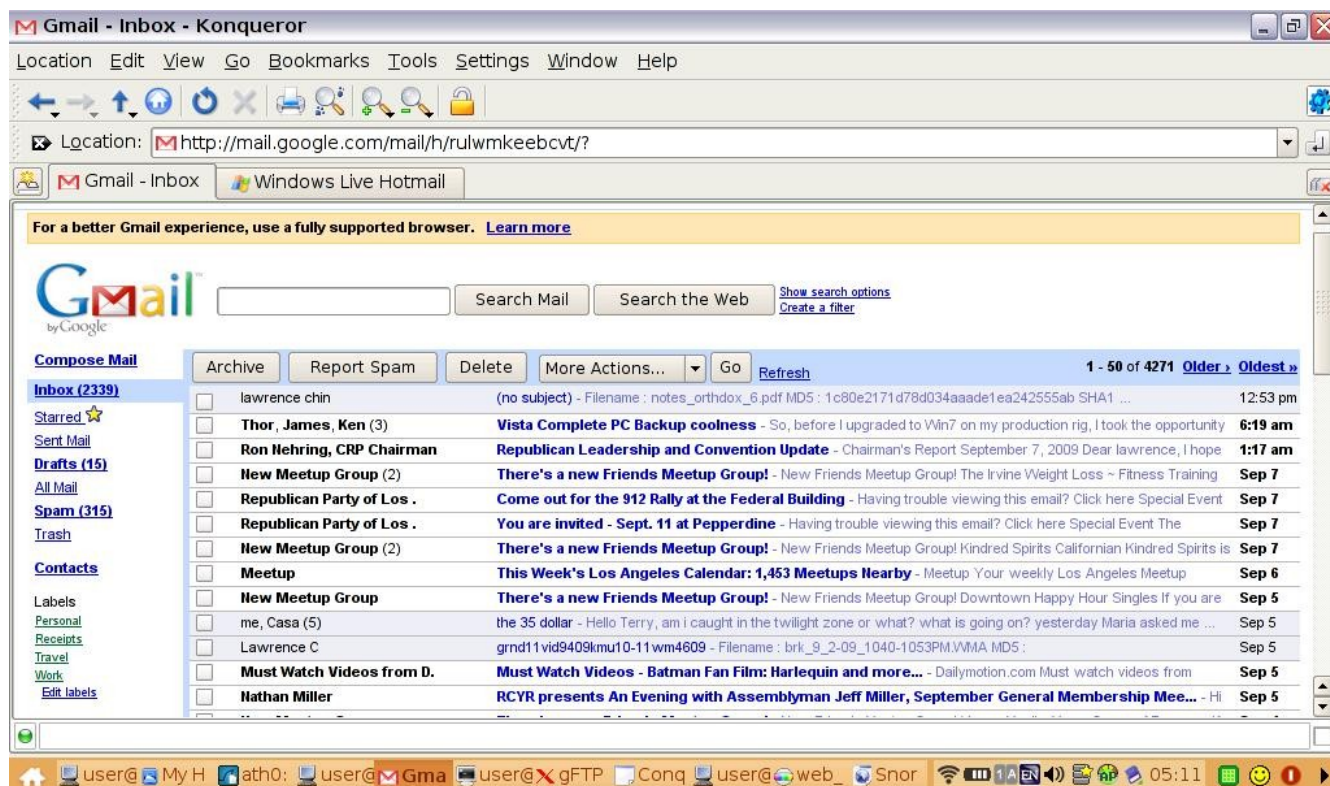 Gmail - Inbox - Konqueror
Location Edit View Go Bookmarks Tools Settings Window Help
Location: http://mail.google.com/mail/h/rulwmkeebcvt/?
Gmail - Inbox Windows Live Hotmail
For a better Gmail experience, use a fully supported browser. Learn more
Gmail by Google Search Mail Search the Web Show search options
Create a filter
Compose Mail Archive Report Spam Delete More Actions... Go Refresh 1 - 50 of 4271 Older › Oldest »
Inbox (2339)
Starred
Sent Mail
Drafts (15)
All Mail
Spam (315)
Trash
Contacts
Labels
Personal
Receipts
Travel
Work
Edit labels
lawrence chin (no subject) - Filename : notes_orthdox_6.pdf MD5 : 1c80e2171d78d034aaade1ea242555ab SHA1 ... 12:53 pm
Thor, James, Ken (3) Vista Complete PC Backup coolness - So, before I upgraded to Win7 on my production rig, I took the opportunity 6:19 am
Ron Nehring, CRP Chairman Republican Leadership and Convention Update - Chairman's Report September 7, 2009 Dear lawrence, I hope 1:17 am
New Meetup Group (2) There's a new Friends Meetup Group! - New Friends Meetup Group! The Irvine Weight Loss ~ Fitness Training Sep 7
Republican Party of Los . Come out for the 912 Rally at the Federal Building - Having trouble viewing this email? Click here Special Event Sep 7
Republican Party of Los . You are invited - Sept. 11 at Pepperdine - Having trouble viewing this email? Click here Special Event The Sep 7
New Meetup Group (2) There's a new Friends Meetup Group! - New Friends Meetup Group! Kindred Spirits Californian Kindred Spirits is Sep 7
Meetup This Week's Los Angeles Calendar: 1,453 Meetups Nearby - Meetup Your weekly Los Angeles Meetup Sep 6
New Meetup Group There's a new Friends Meetup Group! - New Friends Meetup Group! Downtown Happy Hour Singles If you are Sep 5
me, Casa (5) the 35 dollar - Hello Terry, am i caught in the twilight zone or what? what is going on? yesterday Maria asked me ... Sep 5
Lawrence C grnd11vid9409kmu10-11wm4609 - Filename : brk_9_2-09_1040-1053PM.WMA MD5 : Sep 5
Must Watch Videos from D. Must Watch Videos - Batman Fan Film: Harlequin and more... - Dailymotion.com Must watch videos from Sep 5
Nathan Miller RCYR presents An Evening with Assemblyman Jeff Miller, September General Membership Mee... - Hi Sep 5
user@ My H ath0: user@ Gma user@ gFTP Conq user@ web_ Snor 1 A EN AP 05:11